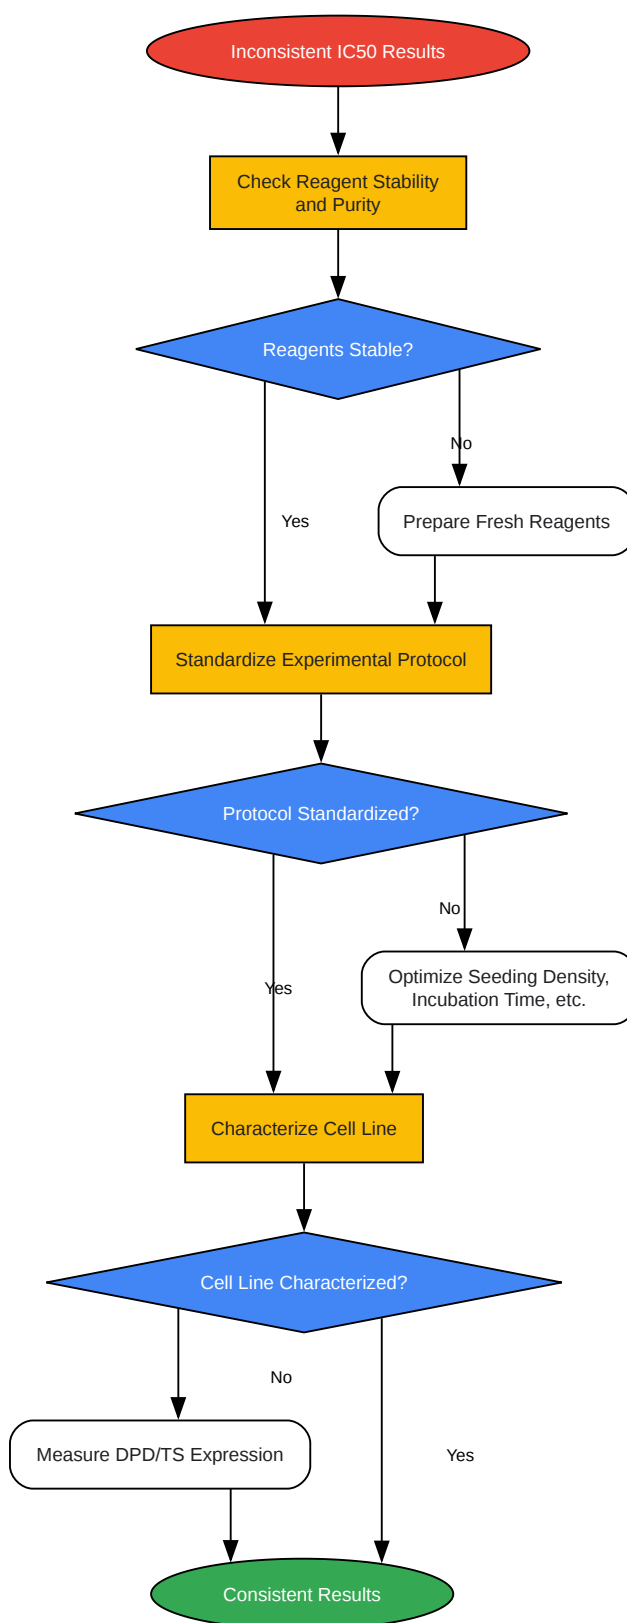 Inconsistent IC50 Results
Check Reagent Stability
and Purity
Reagents Stable?
No
Yes
Prepare Fresh Reagents
Standardize Experimental Protocol
Protocol Standardized?
No
Yes
Optimize Seeding Density,
Incubation Time, etc.
Characterize Cell Line
Cell Line Characterized?
No
Measure DPD/TS Expression
Yes
Consistent Results